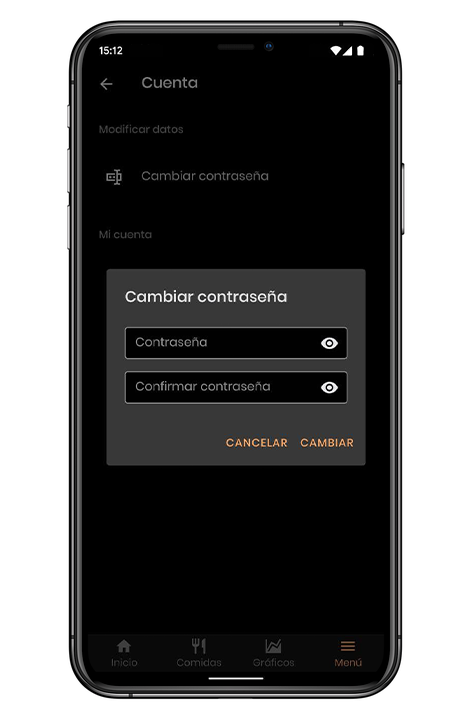 15:12
Cuenta
Modificar datos
Cambiar contraseña
Mi cuenta
Cambiar contraseña
Contraseña
Confirmar contraseña
CANCELAR CAMBIAR
Inicio Comidas Gráficos Menú